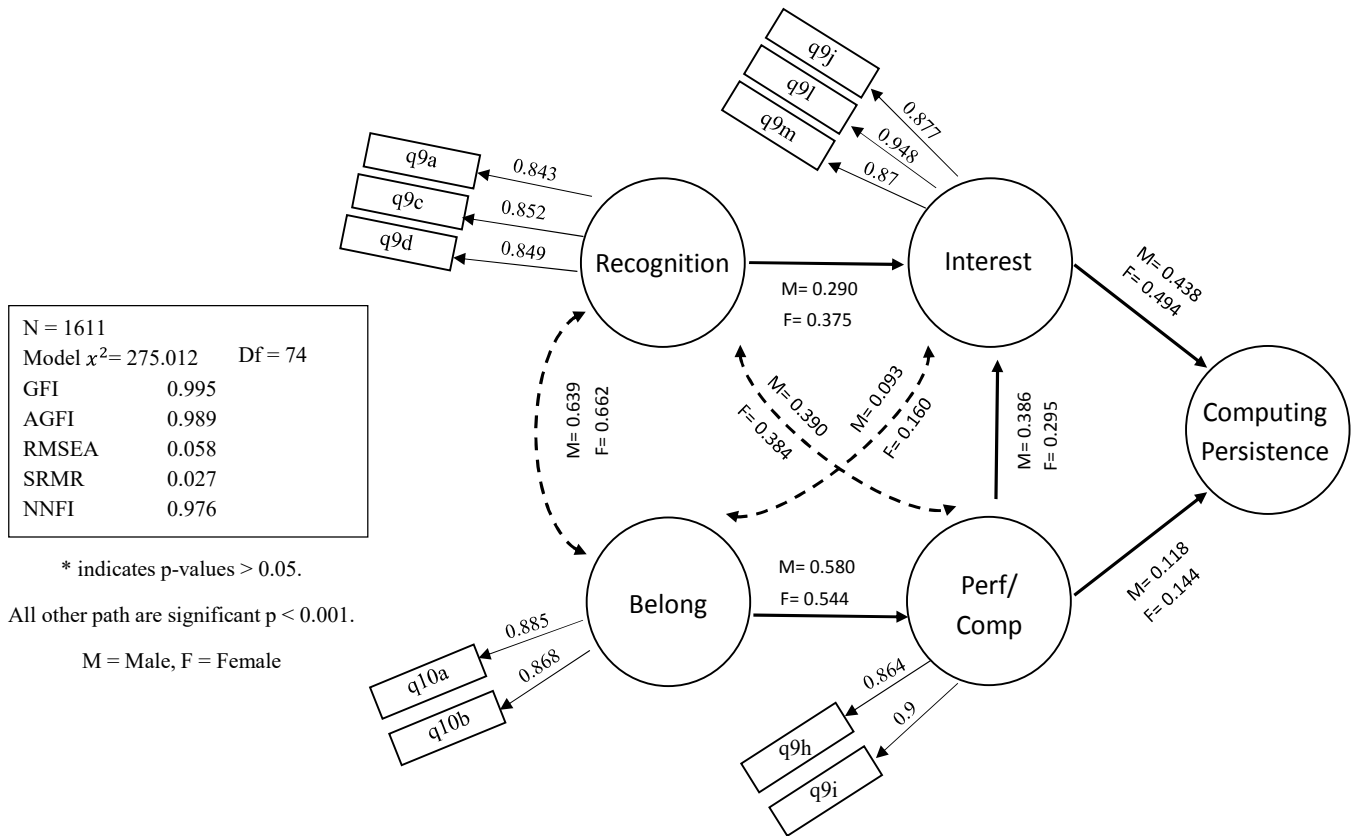 q9j
q9l
q9m
0.877
0.948
0.87
q9a
q9c
q9d
0.843
0.852
0.849
Recognition
Interest
M= 0.290
F= 0.375
M= 0.438
F= 0.494
N = 1611
Model x²= 275.012 Df = 74
GFI 0.995
AGFI 0.989
RMSEA 0.058
SRMR 0.027
NNFI 0.976
M= 0.639
F= 0.662
M= 0.390
F= 0.384
M= 0.093
F= 0.160
M= 0.386
F= 0.295
Computing
Persistence
* indicates p-values > 0.05.
All other path are significant p < 0.001.
M = Male, F = Female
Belong
M= 0.580
F= 0.544
Perf/
Comp
M= 0.118
F= 0.144
0.885
0.868
q10a
q10b
0.864
0.9
q9h
q9i